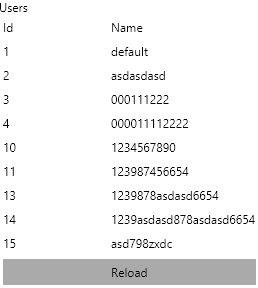 Users
Id Name
1 default
2 asdasdasd
3 000111222
4 000011112222
10 1234567890
11 123987456654
13 1239878asdasd6654
14 1239asdasd878asdasd6654
15 asd798zxdc
Reload